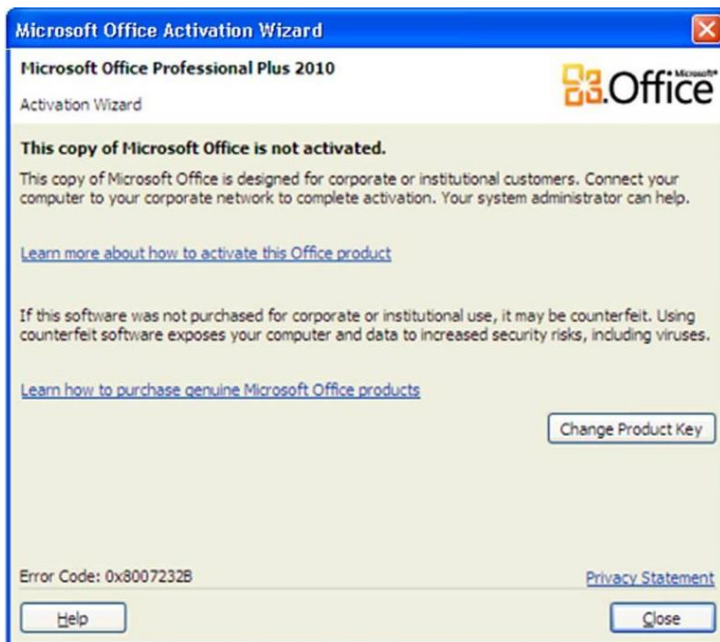 Microsoft Office Activation Wizard
Microsoft Office Professional Plus 2010
Activation Wizard
Microsoft®
Office
This copy of Microsoft Office is not activated.
This copy of Microsoft Office is designed for corporate or institutional customers. Connect your
computer to your corporate network to complete activation. Your system administrator can help.
Learn more about how to activate this Office product
If this software was not purchased for corporate or institutional use, it may be counterfeit. Using
counterfeit software exposes your computer and data to increased security risks, including viruses.
Learn how to purchase genuine Microsoft Office products
Change Product Key
Error Code: 0x8007232B
Privacy Statement
Help
Close